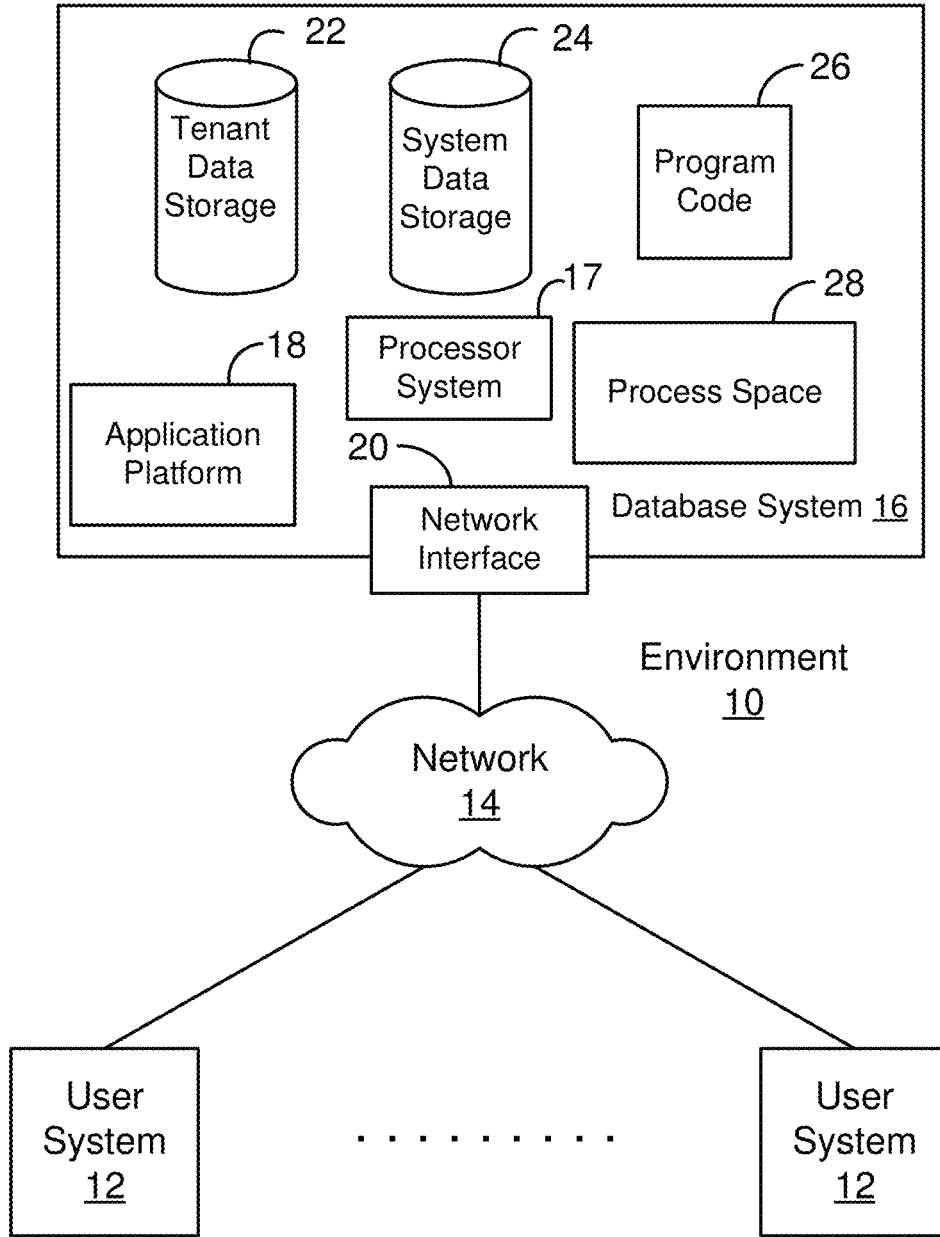 22
24
26
Tenant
Data
Storage
System
Data
Storage
Program
Code
17
28
18
Processor
System
Process Space
Application
Platform
20
Database System 16
Network
Interface
Environment
10
Network
14
User
System
12
. . . . . . . . . .
User
System
12